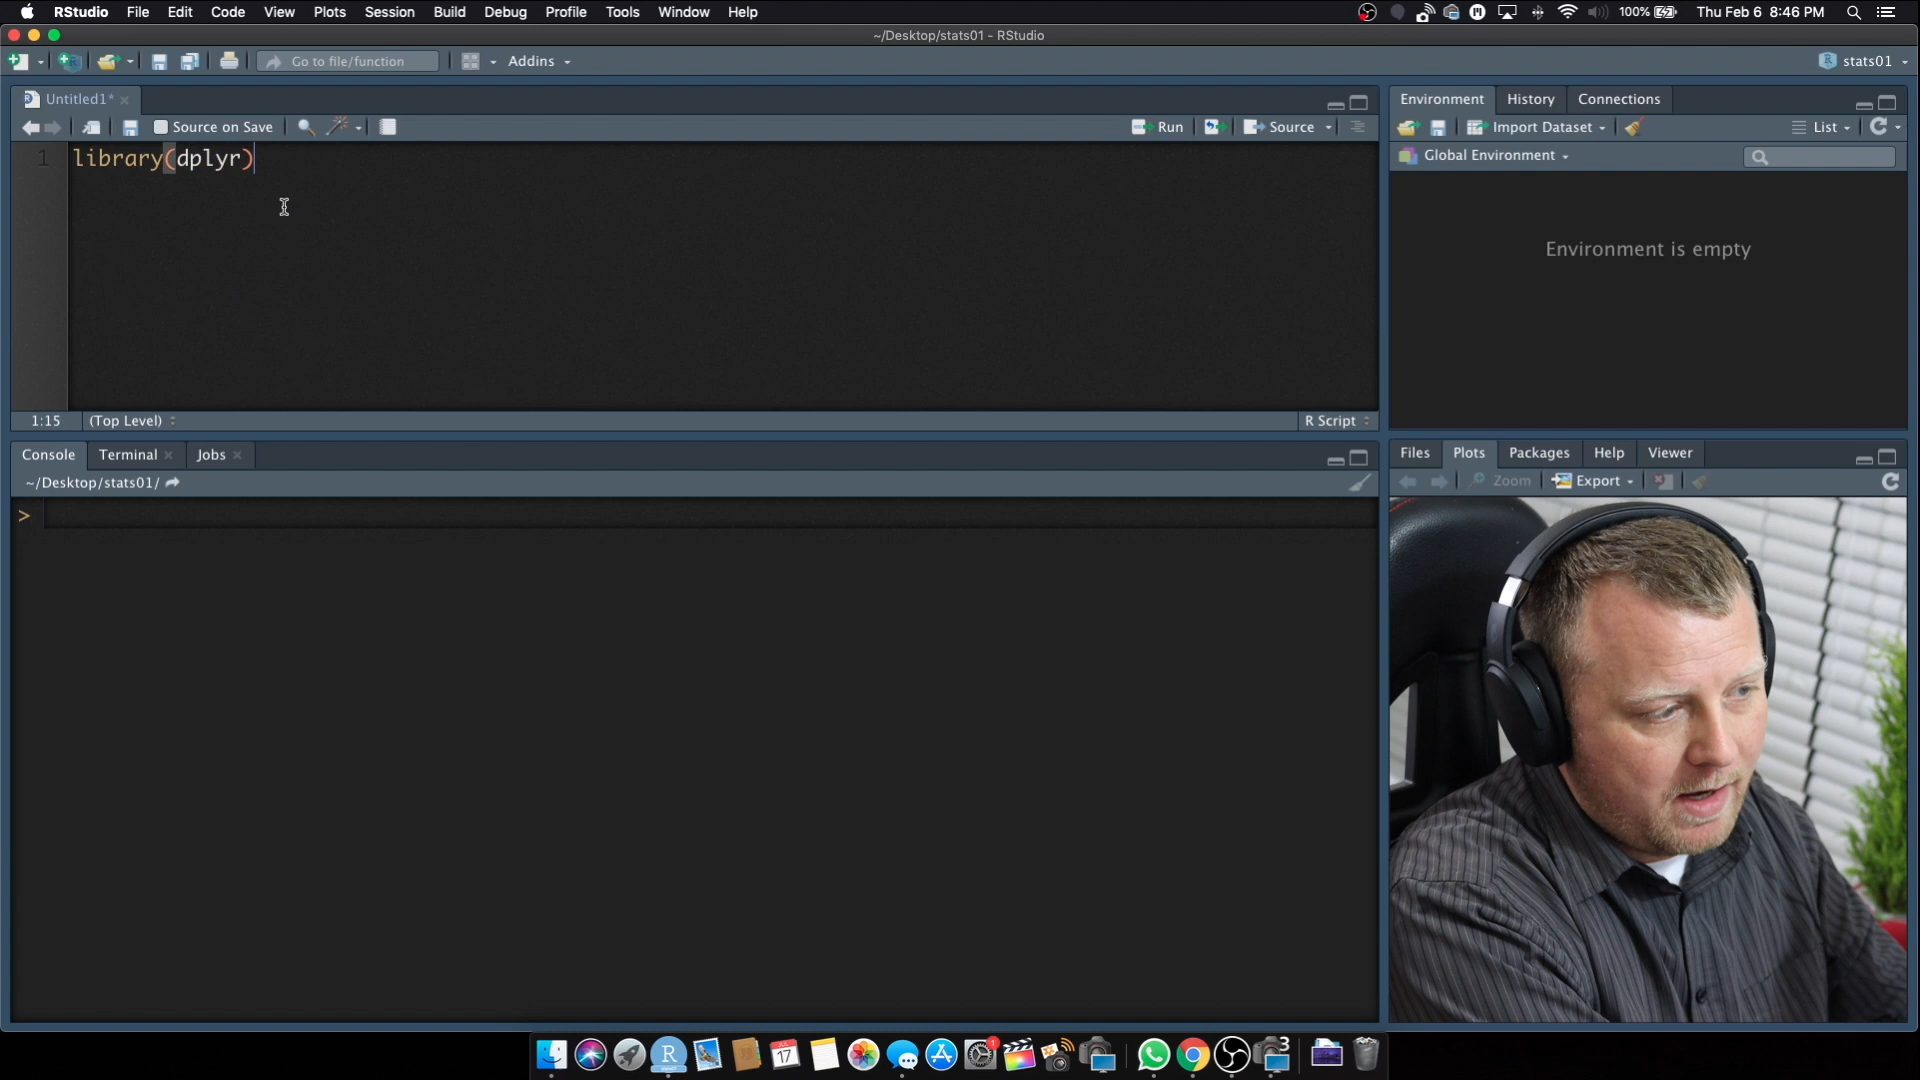 RStudio File Edit Code View Plots Session Build Debug Profile Tools Window Help 100% Thu Feb 6 8:46 PM
~/Desktop/stats01 - RStudio
Go to file/function Addins stats01
Untitled1*
Source on Save Run Source
1 library(dplyr)
1:15 (Top Level) R Script
Console Terminal Jobs
~/Desktop/stats01/
>
Environment History Connections
Import Dataset List
Global Environment
Environment is empty
Files Plots Packages Help Viewer
Zoom Export
17
1
3